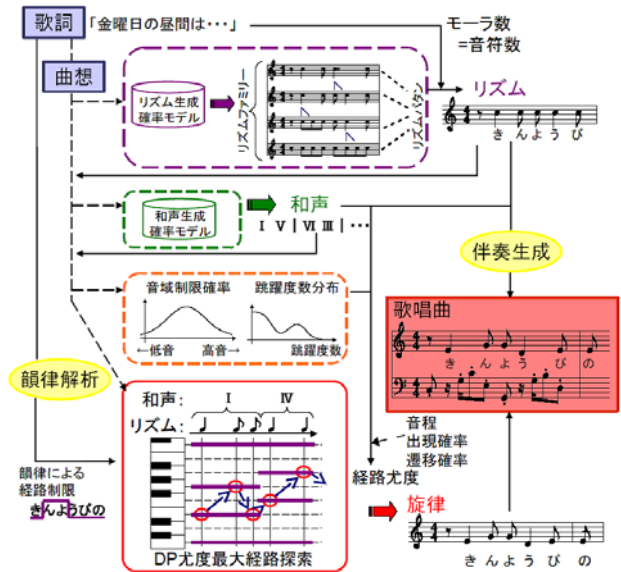 歌詞 「金曜日の昼間は・・・」
モーラ数
=音符数
曲想
リズム生成
確率モデル
リズムファミリー
リズムパタン
リズム
き ん よ う び
和声生成
確率モデル
和声
Ⅰ Ⅴ | Ⅵ Ⅲ | ・・・
伴奏生成
音域制限確率 跳躍度数分布
←低音 高音→ 跳躍度数
歌唱曲
き ん よ う び の
韻律解析
和声: Ⅰ Ⅳ
リズム:
音程
出現確率
遷移確率
経路尤度
韻律による
経路制限
きんようびの
DP尤度最大経路探索
旋律
き ん よ う び の